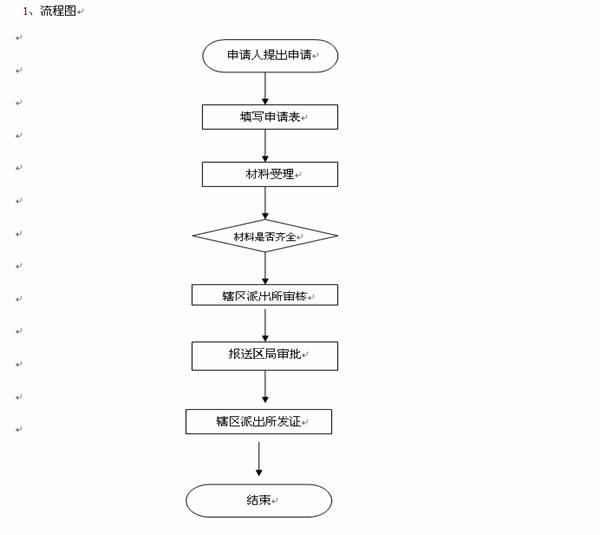 1、流程图
申请人提出申请
填写申请表
材料受理
材料是否齐全
辖区派出所审核
报送区局审批
辖区派出所发证
结束